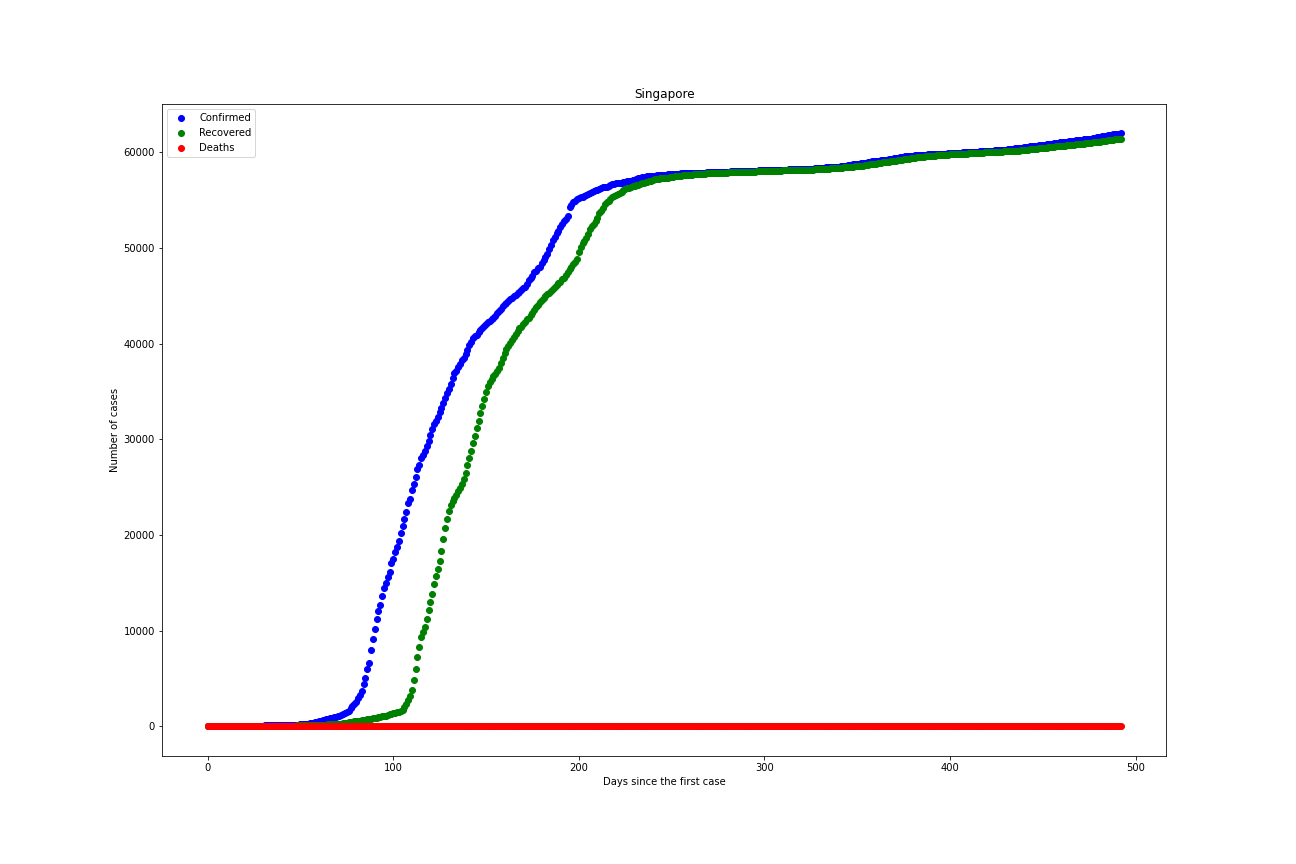 Singapore
Confirmed
Recovered
Deaths
60000
50000
40000
30000
20000
10000
0
Number of cases
0 100 200 300 400 500
Days since the first case